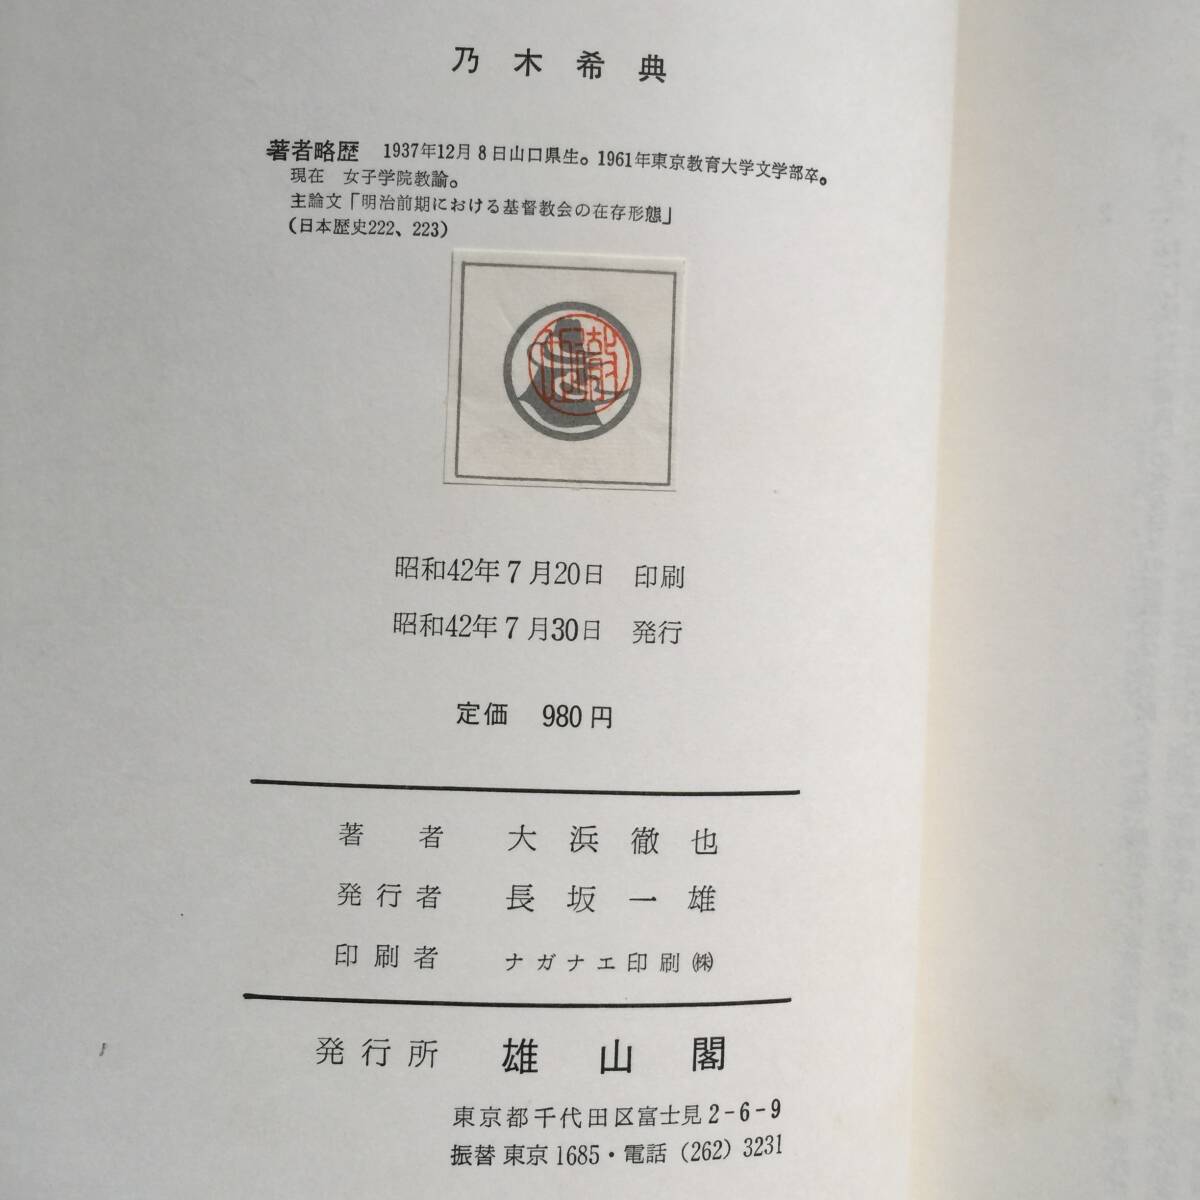 乃木希典
著者略歴 1937年12月8日山口県生。1961年東京教育大学文学部卒。
現在 女子学院教諭。
主論文「明治前期における基督教会の在存形態」
（日本歴史222、223）
昭和42年7月20日 印刷
昭和42年7月30日 発行
定価 980円
著者 大浜徹也
発行者 長坂一雄
印刷者 ナガナエ印刷㈱
発行所 雄山閣
東京都千代田区富士見2-6-9
振替 東京1685・電話(262)3231